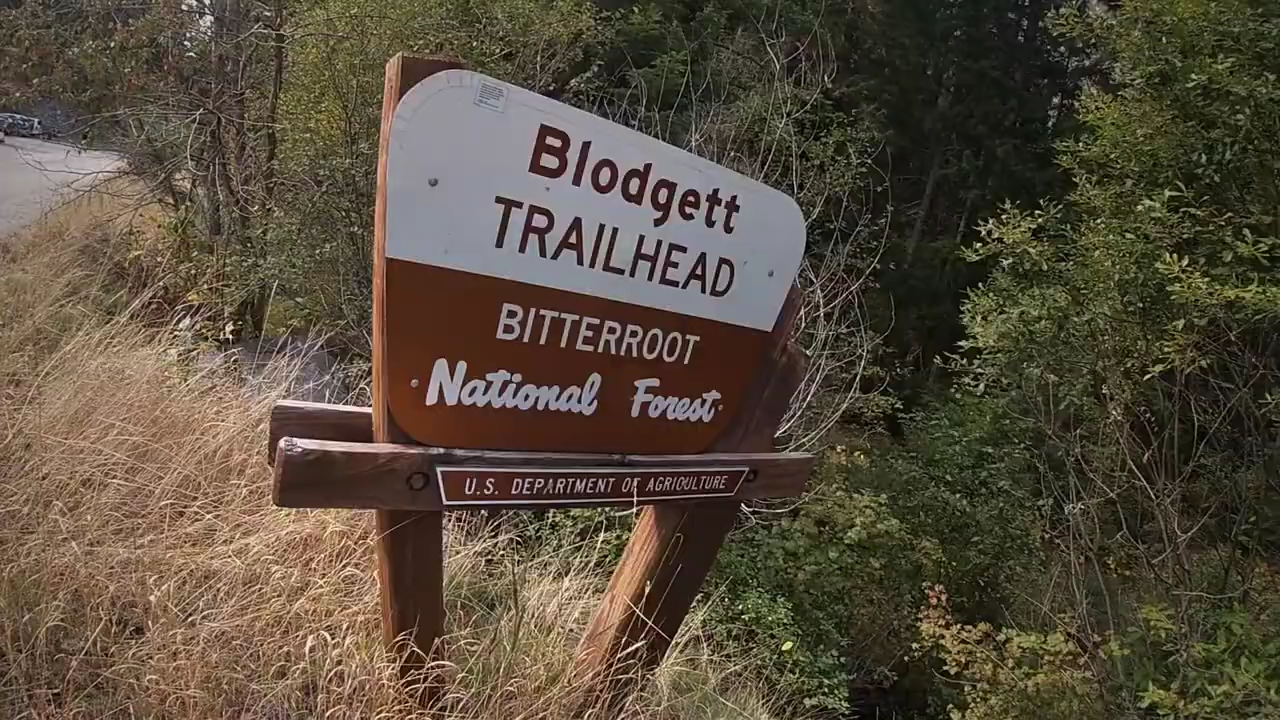 Blodgett
TRAILHEAD
BITTERROOT
National Forest
U.S. DEPARTMENT OF AGRICULTURE